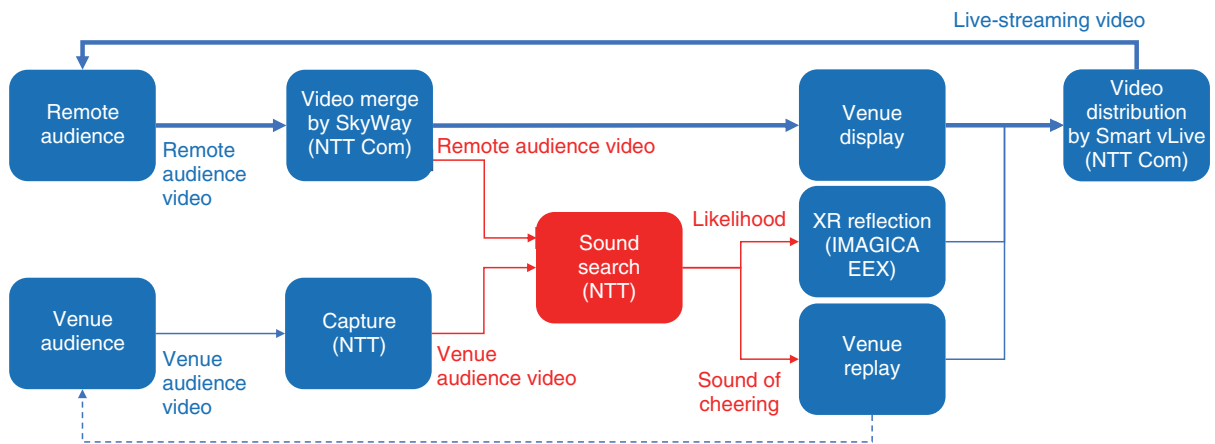 Live-streaming video
Remote
audience
Remote
audience
video
Video merge
by SkyWay
(NTT Com)
Remote audience video
Venue
display
Video
distribution
by Smart vLive
(NTT Com)
Sound
search
(NTT)
Likelihood
XR reflection
(IMAGICA
EEX)
Venue
audience
Venue
audience
video
Capture
(NTT)
Venue
audience video
Sound of
cheering
Venue
replay